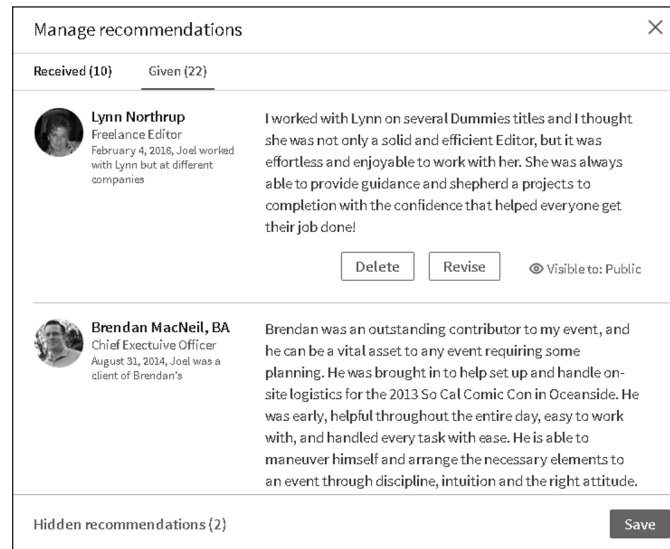 Manage recommendations
Received (10)
Given (22)
Lynn Northrup
Freelance Editor
February 4, 2016, Joel worked
with Lynn but at different
companies
I worked with Lynn on several Dummies titles and I thought
she was not only a solid and efficient Editor, but it was
effortless and enjoyable to work with her. She was always
able to provide guidance and shepherd a projects to
completion with the confidence that helped everyone get
their job done!
Delete
Revise
Visible to: Public
Brendan MacNeil, BA
Chief Exectuive Officer
August 31, 2014, Joel was a
client of Brendan's
Brendan was an outstanding contributor to my event, and
he can be a vital asset to any event requiring some
planning. He was brought in to help set up and handle on-
site logistics for the 2013 So Cal Comic Con in Oceanside. He
was early, helpful throughout the entire day, easy to work
with, and handled every task with ease. He is able to
maneuver himself and arrange the necessary elements to
an event through discipline, intuition and the right attitude.
Hidden recommendations (2)
Save